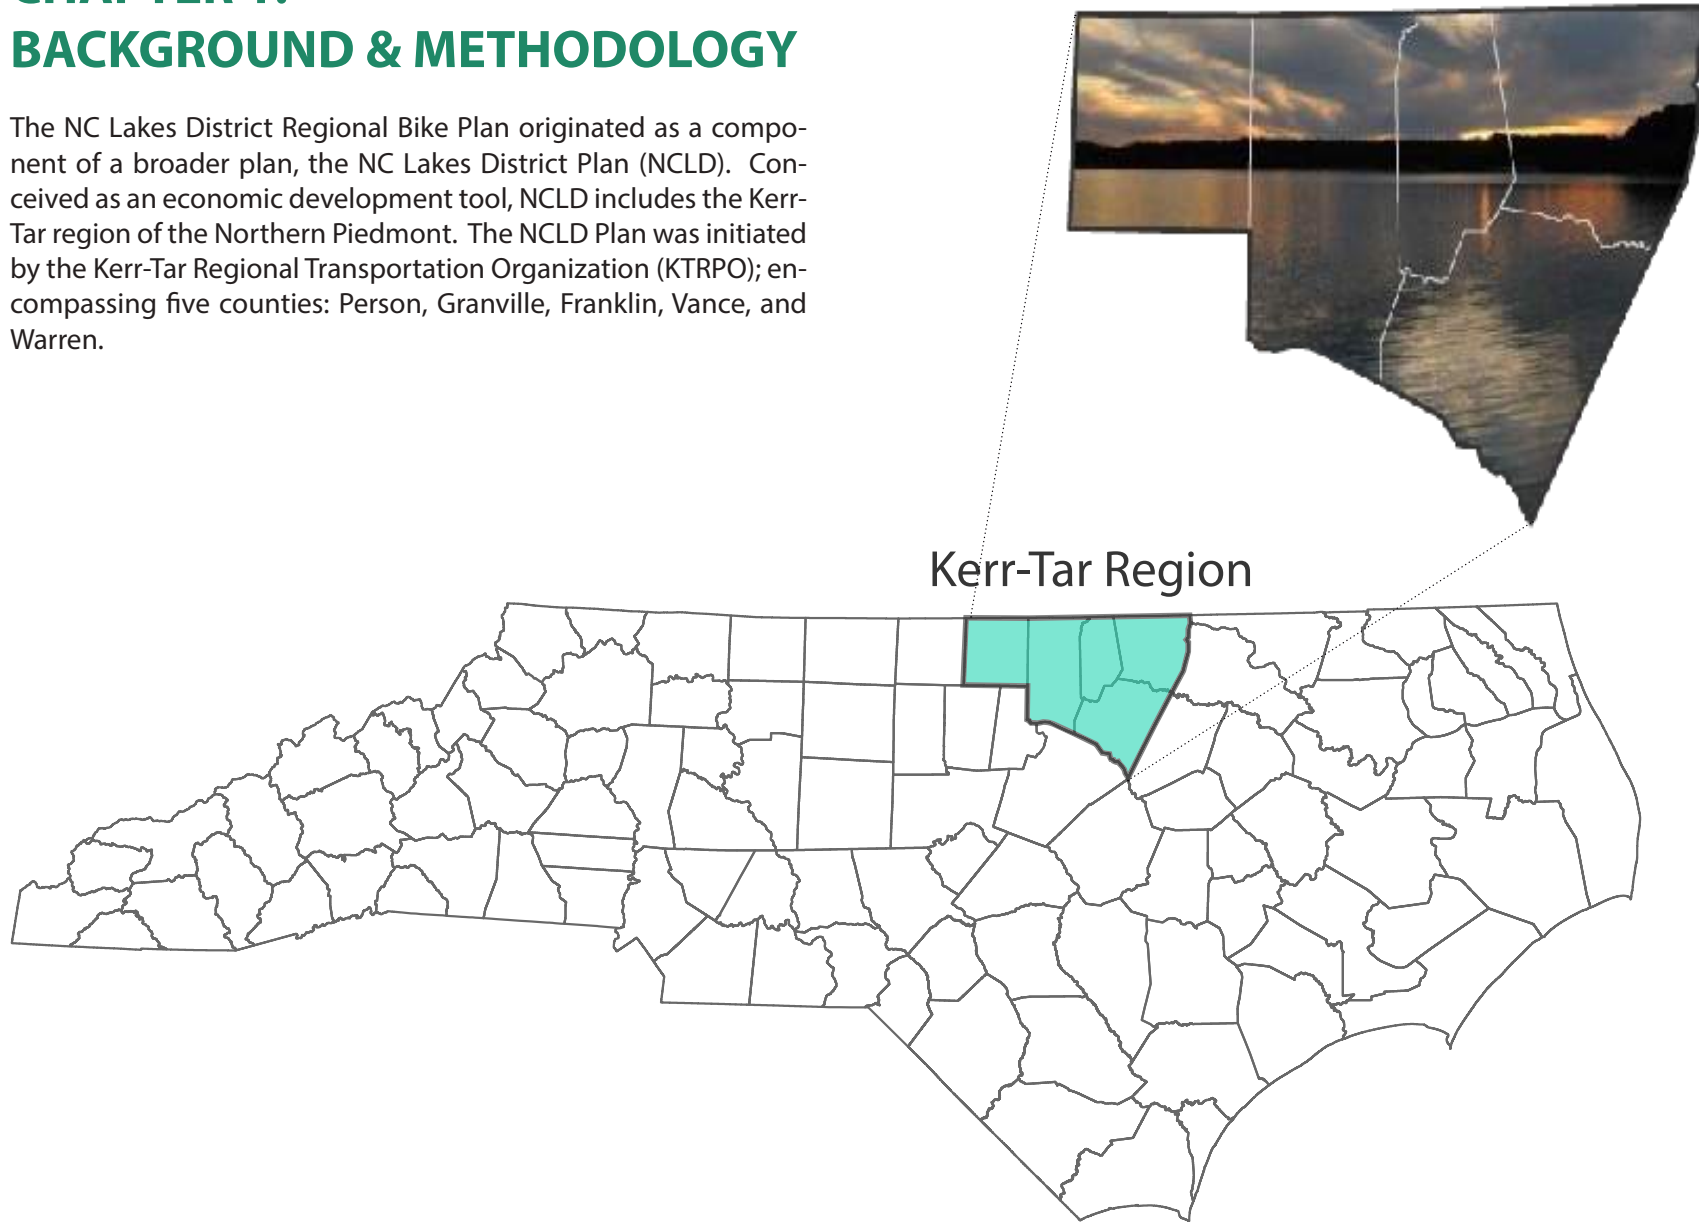 CHAPTER 1:
BACKGROUND & METHODOLOGY
The NC Lakes District Regional Bike Plan originated as a compo-
nent of a broader plan, the NC Lakes District Plan (NCLD).  Con-
ceived as an economic development tool, NCLD includes the Kerr-
Tar region of the Northern Piedmont.  The NCLD Plan was initiated
by the Kerr-Tar Regional Transportation Organization (KTRPO); en-
compassing five counties: Person, Granville, Franklin, Vance, and
Warren.
Kerr-Tar Region